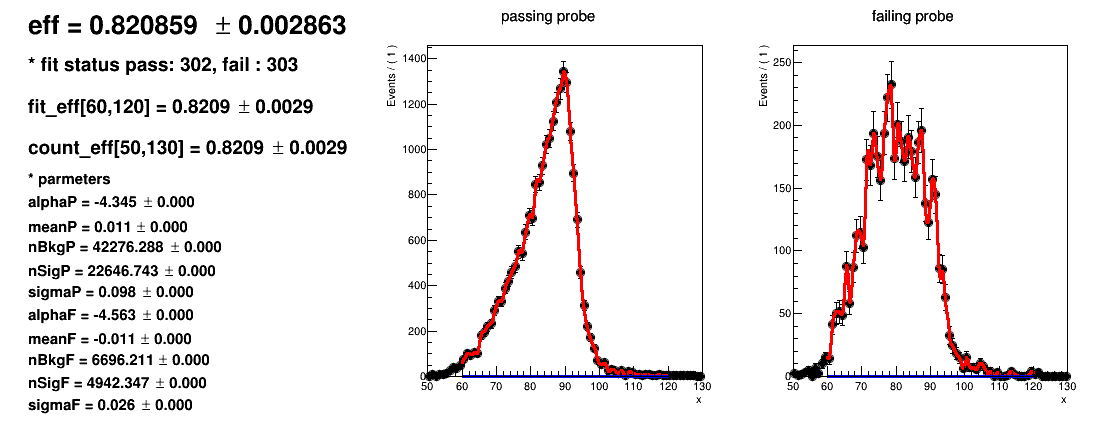 eff = 0.820859 ± 0.002863
* fit status pass: 302, fail : 303
fit_eff[60,120] = 0.8209 ± 0.0029
count_eff[50,130] = 0.8209 ± 0.0029
* parmeters
alphaP = -4.345 ± 0.000
meanP = 0.011 ± 0.000
nBkgP = 42276.288 ± 0.000
nSigP = 22646.743 ± 0.000
sigmaP = 0.098 ± 0.000
alphaF = -4.563 ± 0.000
meanF = -0.011 ± 0.000
nBkgF = 6696.211 ± 0.000
nSigF = 4942.347 ± 0.000
sigmaF = 0.026 ± 0.000
passing probe
Events / ( 1 )
1400
1200
1000
800
600
400
200
0
50 60 70 80 90 100 110 120 130
x
failing probe
Events / ( 1 )
250
200
150
100
50
0
50 60 70 80 90 100 110 120 130
x